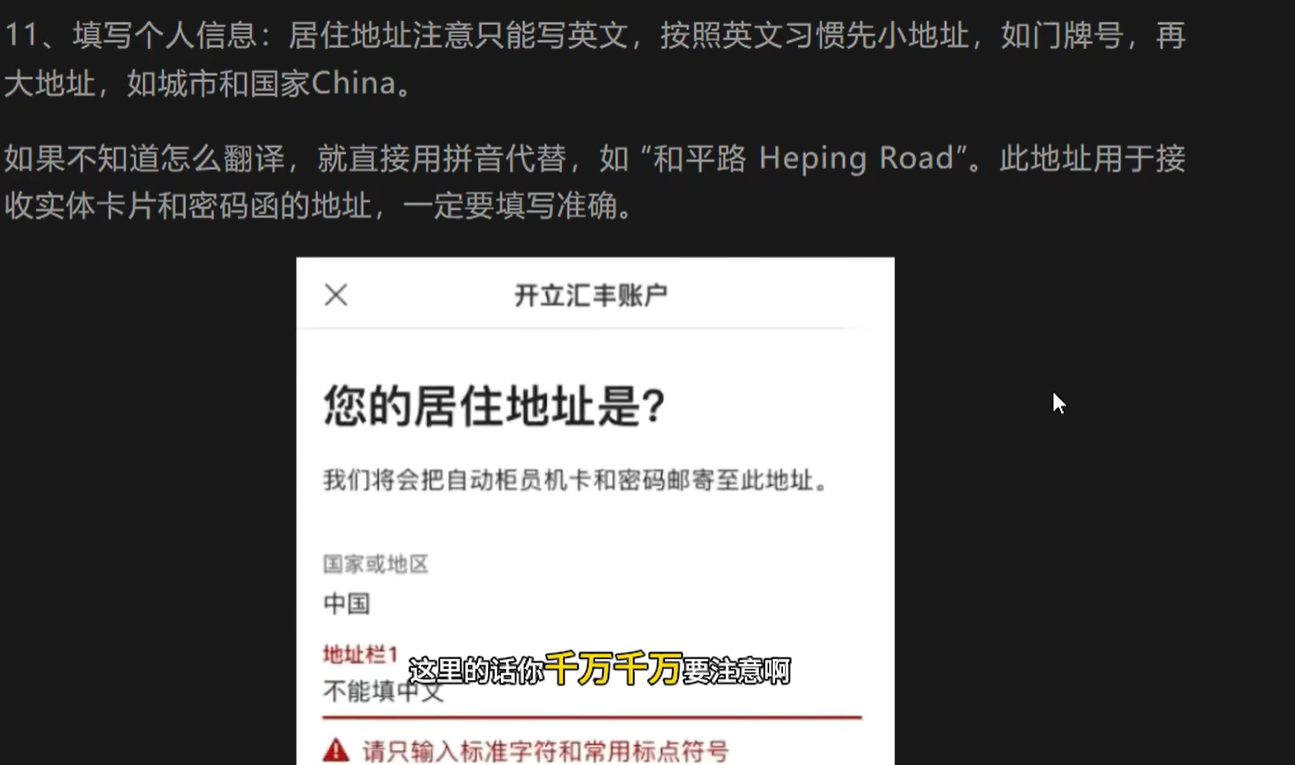 11、填写个人信息：居住地址注意只能写英文，按照英文习惯先小地址，如门牌号，再
大地址，如城市和国家China。
如果不知道怎么翻译，就直接用拼音代替，如“和平路 Heping Road”。此地址用于接
收实体卡片和密码函的地址，一定要填写准确。
开立汇丰账户
您的居住地址是?
我们将会把自动柜员机卡和密码邮寄至此地址。
国家或地区
中国
地址栏1
这里的话你千万千万要注意啊
不能填中文
请只输入标准字符和常用标点符号